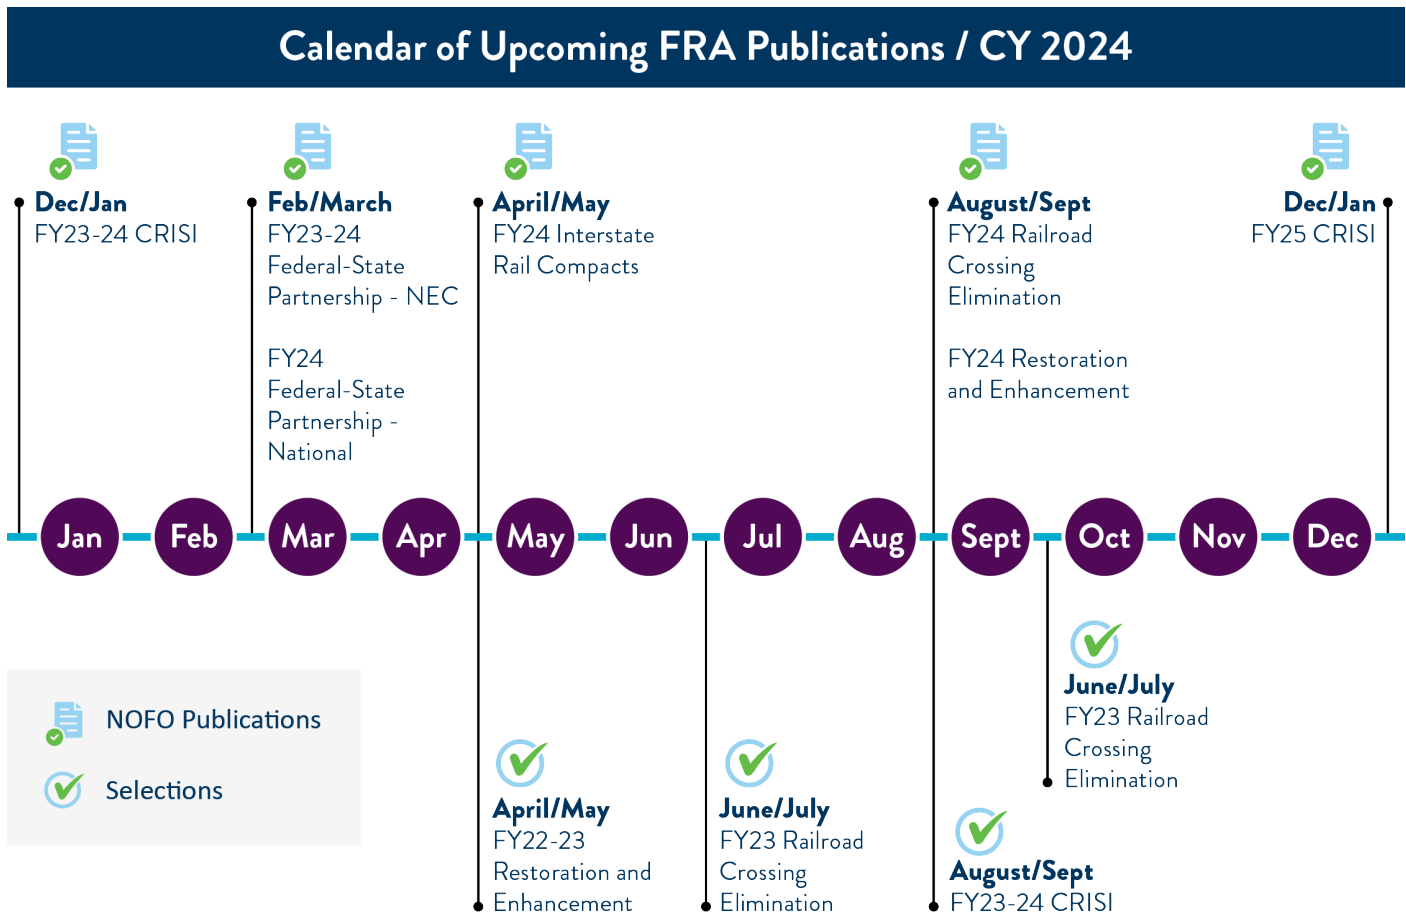 Calendar of Upcoming FRA Publications / CY 2024
Dec/Jan
FY23-24 CRISI
Feb/March
FY23-24
Federal-State
Partnership - NEC
FY24
Federal-State
Partnership -
National
April/May
FY24 Interstate
Rail Compacts
August/Sept
FY24 Railroad
Crossing
Elimination
FY24 Restoration
and Enhancement
Dec/Jan
FY25 CRISI
Jan
Feb
Mar
Apr
May
Jun
Jul
Aug
Sept
Oct
Nov
Dec
NOFO Publications
Selections
April/May
FY22-23
Restoration and
Enhancement
June/July
FY23 Railroad
Crossing
Elimination
August/Sept
FY23-24 CRISI
June/July
FY23 Railroad
Crossing
Elimination